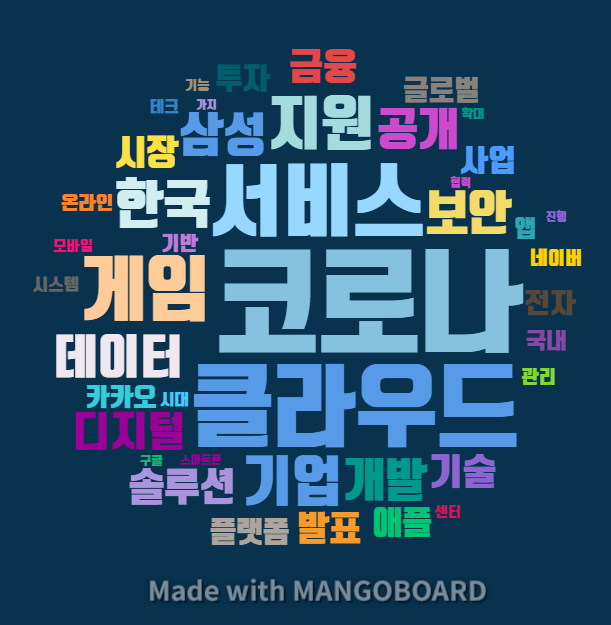 금융
기능 투자 글로벌
테크 가지 지원 공개 확대
삼성
시장 사업
한국 서비스 협력
온라인 보안 앱 진행
모바일 기반 네이버
시스템 게임 코로나 전자
데이터 국내
카카오 시대 클라우드 관리
디지털
구글 스마트폰 기업 개발 기술
솔루션
플랫폼 발표 애플 센터
Made with MANGOBOARD